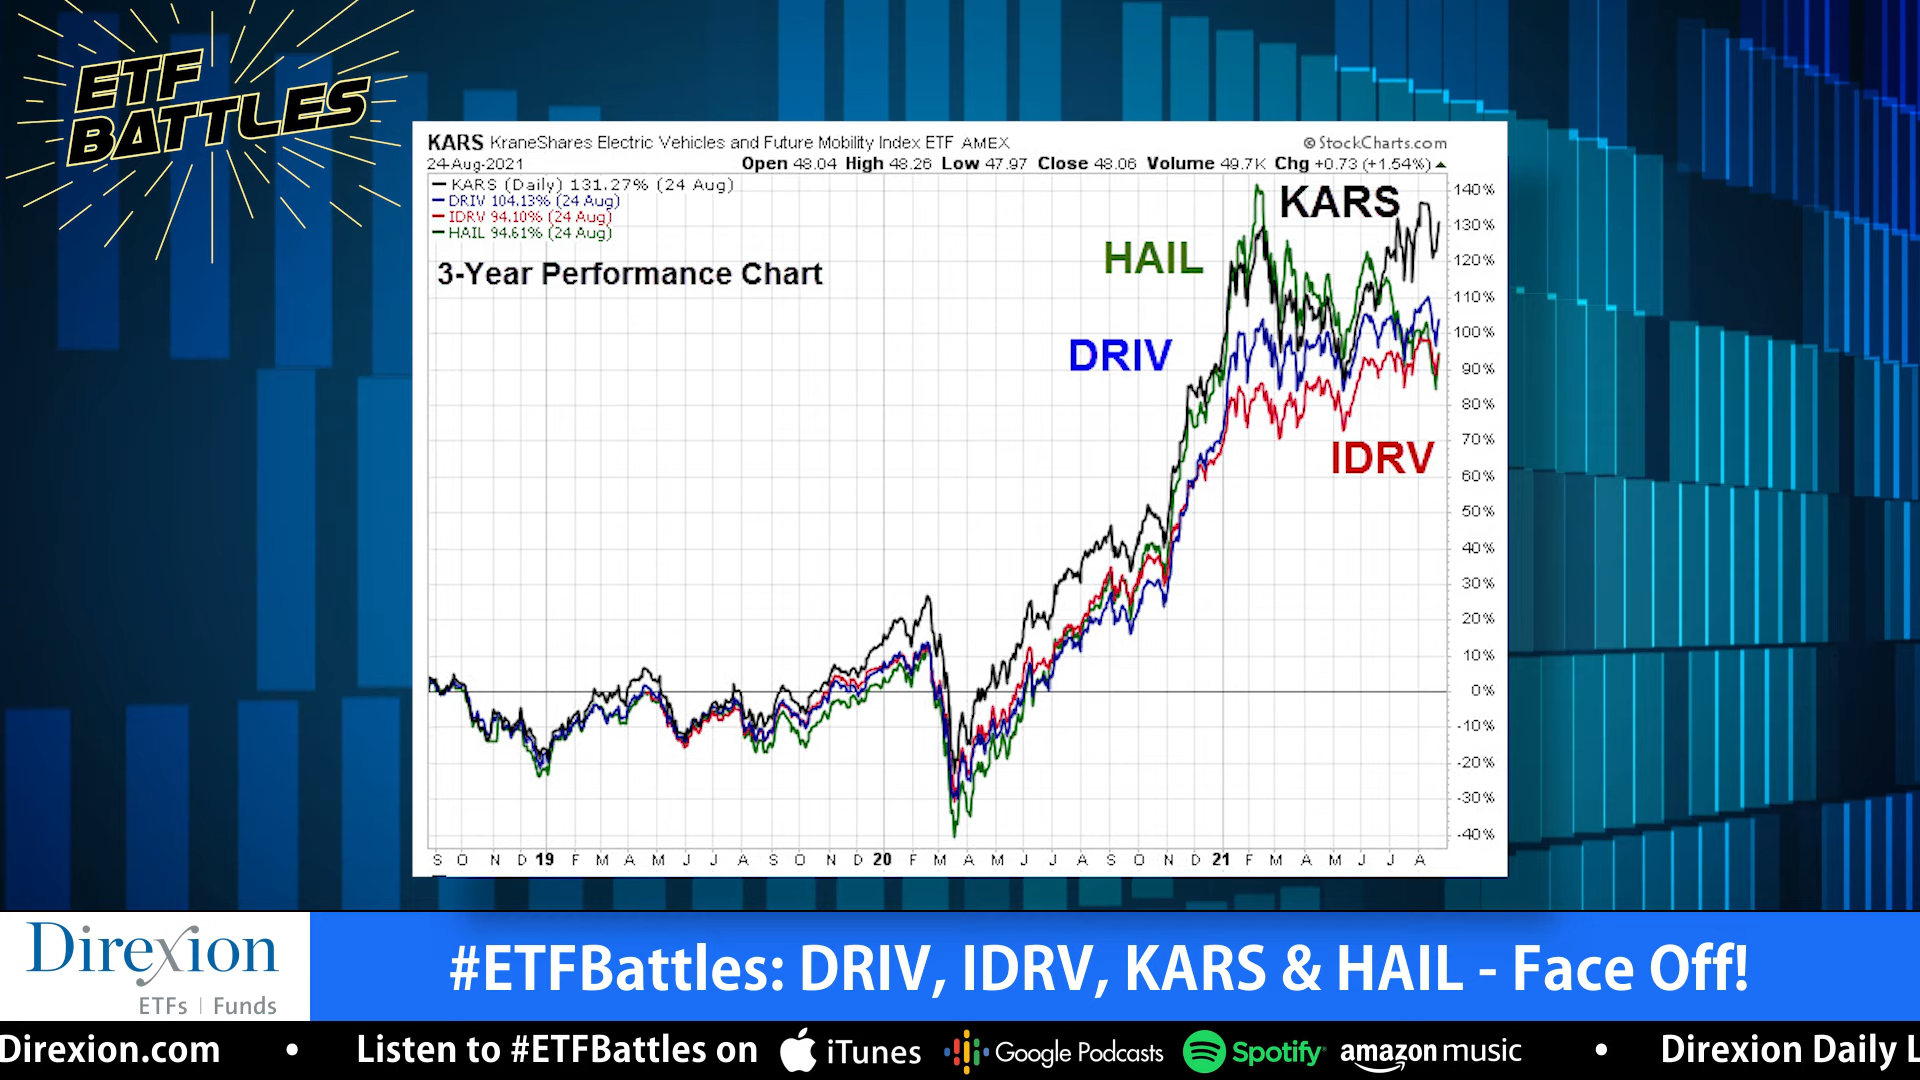 ETF
BATTLES
KARS KraneShares Electric Vehicles and Future Mobility Index ETF AMEX
© StockCharts.com
24-Aug-2021
Open 48.04 High 48.26 Low 47.97 Close 48.06 Volume 49.7K Chg +0.73 (+1.54%)
KARS (Daily) 131.27% (24 Aug)
DRIV 104.13% (24 Aug)
IDRV 94.10% (24 Aug)
HAIL 94.61% (24 Aug)
3-Year Performance Chart
KARS
HAIL
DRIV
IDRV
140%
130%
120%
110%
100%
90%
80%
70%
60%
50%
40%
30%
20%
10%
0%
-10%
-20%
-30%
-40%
S O N D 19 F M A M J J A S O N D 20 F M A M J J A S O N D 21 F M A M J J A
Direxion
ETFs | Funds
#ETFBattles: DRIV, IDRV, KARS & HAIL - Face Off!
Direxion.com • Listen to #ETFBattles on iTunes Google Podcasts Spotify amazon music • Direxion Daily L